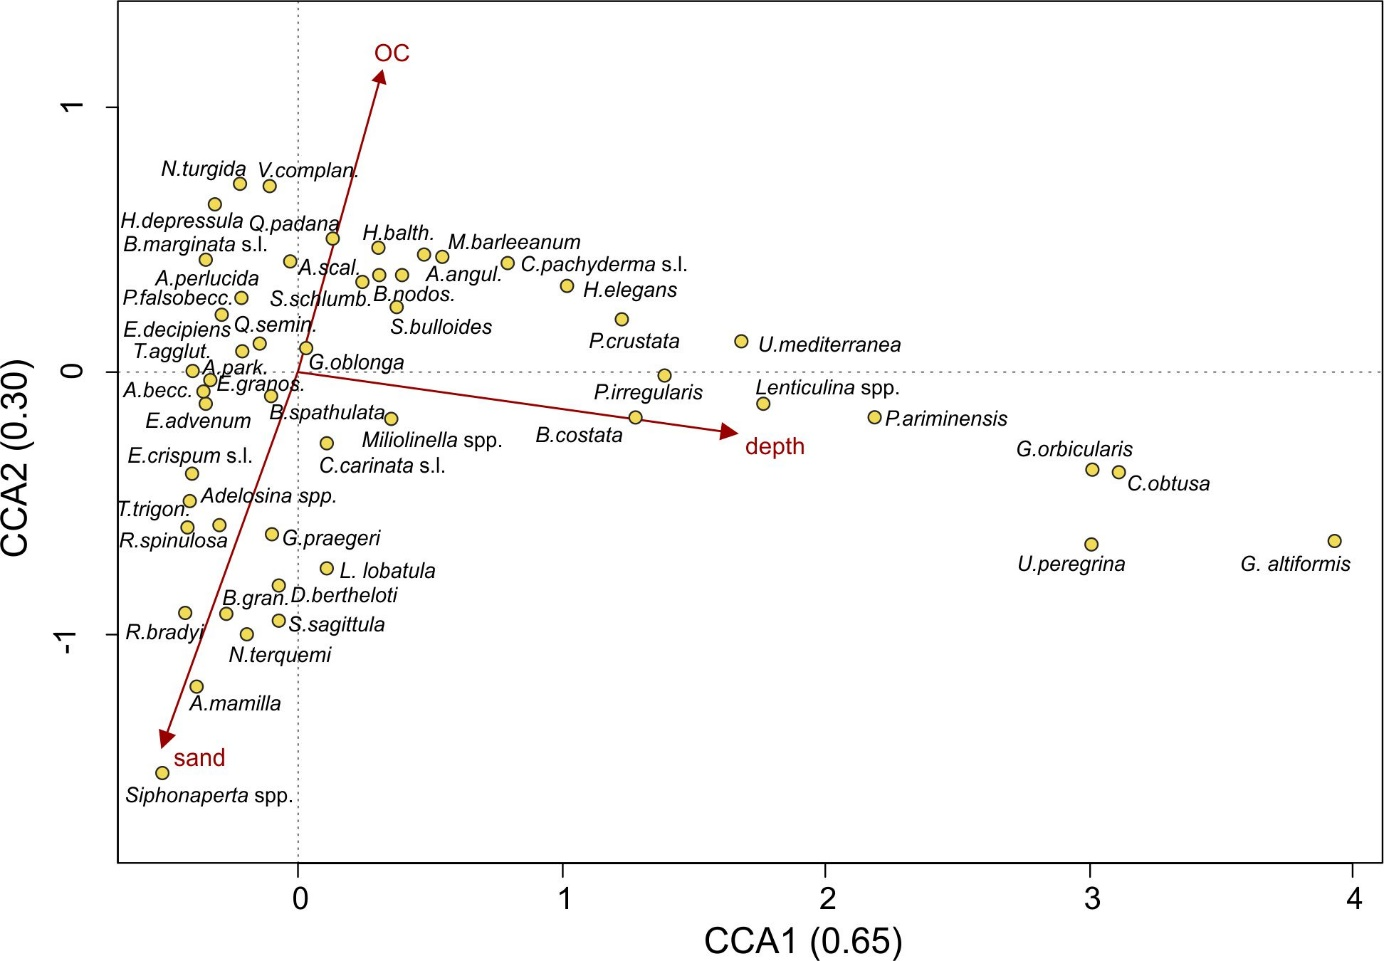 OC
1
N.turgida V.complan.
H.depressula Q.padana
H.balth.
B.marginata s.l.
M.barleeanum
A.scal.
C.pachyderma s.l.
A.perlucida
A.angul.
H.elegans
P.falsobecc.
S.schlumb. B.nodos.
E.decipiens Q.semin.
S.bulloides
P.crustata
U.mediterranea
T.agglut.
G.oblonga
0
A.park.
A.becc.
E.granos.
P.irregularis
Lenticulina spp.
E.advenum
B.spathulata
P.ariminensis
Miliolinella spp.
B.costata
depth
E.crispum s.l.
C.carinata s.l.
G.orbicularis
C.obtusa
Adelosina spp.
T.trigon.
R.spinulosa
G.praegeri
U.peregrina
G. altiformis
L. lobatula
B.gran. D.bertheloti
R.bradyi
S.sagittula
-1
N.terquemi
A.mamilla
sand
Siphonaperta spp.
CCA2 (0.30)
0 1 2 3 4
CCA1 (0.65)